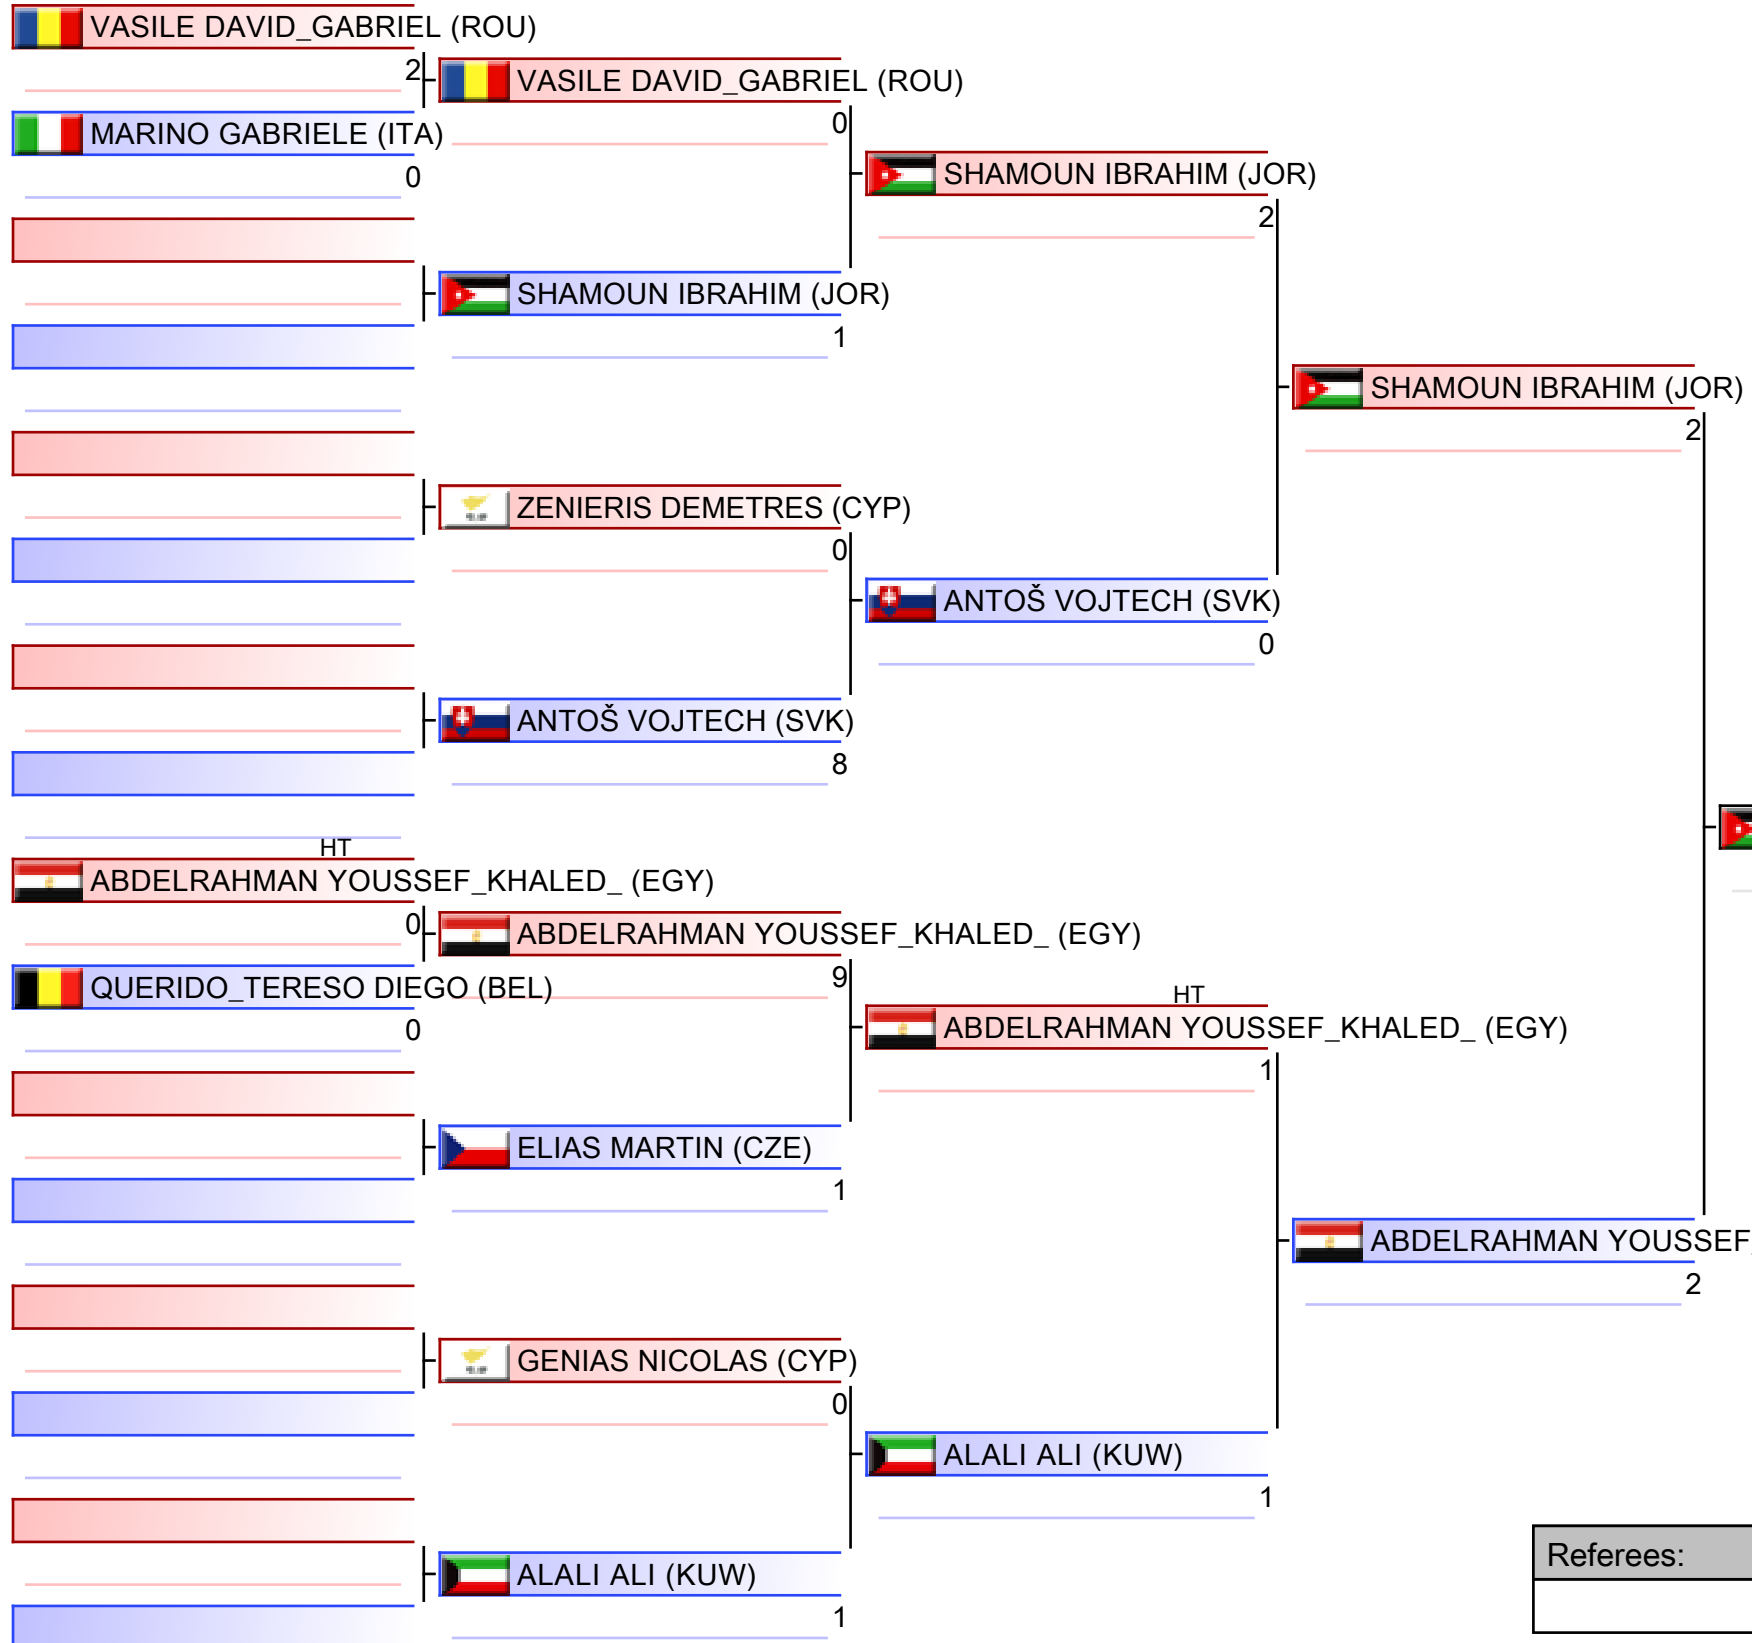 VASILE DAVID_GABRIEL (ROU)
2
VASILE DAVID_GABRIEL (ROU)
0
MARINO GABRIELE (ITA)
0
SHAMOUN IBRAHIM (JOR)
2
SHAMOUN IBRAHIM (JOR)
1
SHAMOUN IBRAHIM (JOR)
2
ZENIERIS DEMETRES (CYP)
0
ANTOŠ VOJTECH (SVK)
0
ANTOŠ VOJTECH (SVK)
8
HT
ABDELRAHMAN YOUSSEF_KHALED_ (EGY)
0
ABDELRAHMAN YOUSSEF_KHALED_ (EGY)
9
QUERIDO_TERESO DIEGO (BEL)
0
HT
ABDELRAHMAN YOUSSEF_KHALED_ (EGY)
1
ELIAS MARTIN (CZE)
1
ABDELRAHMAN YOUSSEF_
2
GENIAS NICOLAS (CYP)
0
ALALI ALI (KUW)
1
ALALI ALI (KUW)
1
Referees: